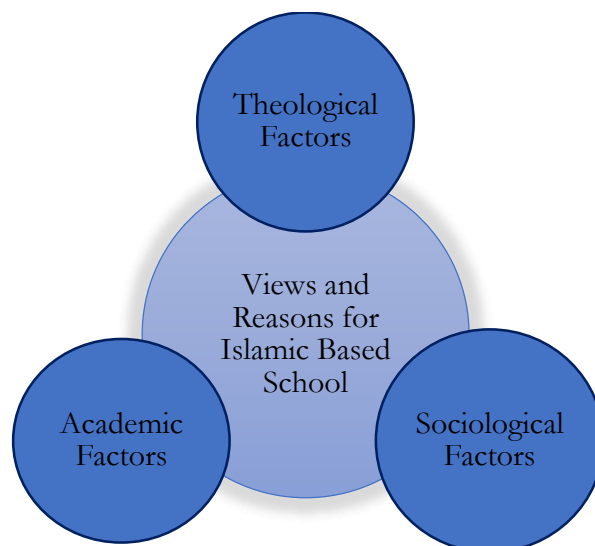 Theological
Factors
Views and
Reasons for
Islamic Based
School
Academic
Factors
Sociological
Factors